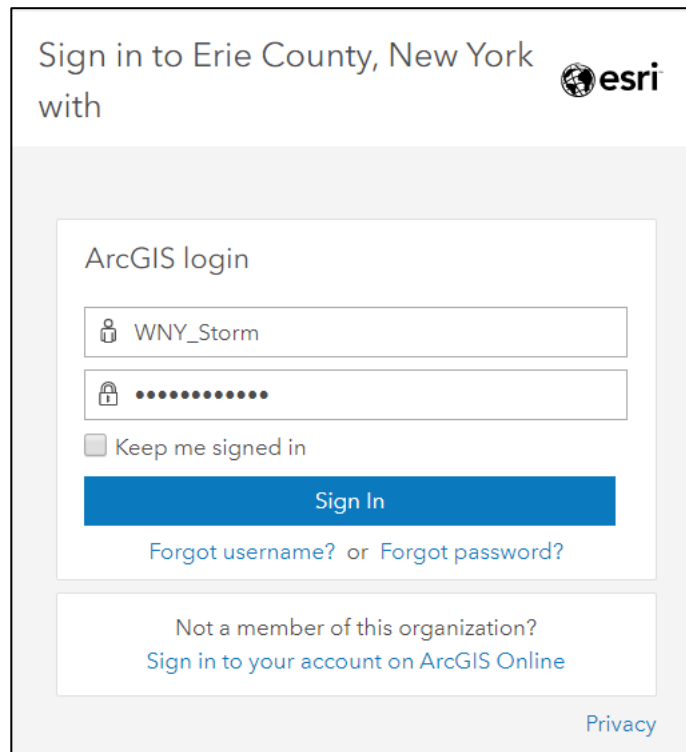 Sign in to Erie County, New York
with
esri
ArcGIS login
WNY_Storm
••••••••••••
Keep me signed in
Sign In
Forgot username? or Forgot password?
Not a member of this organization?
Sign in to your account on ArcGIS Online
Privacy